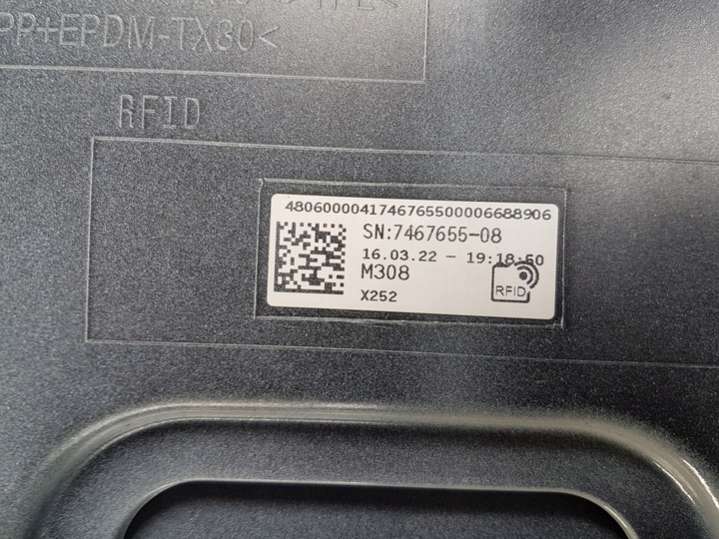 PP+EPDM-TX30<
RFID
4806000041746765500006688906
SN:7467655-08
16.03.22 - 19:18:50
M308
RFID
X252